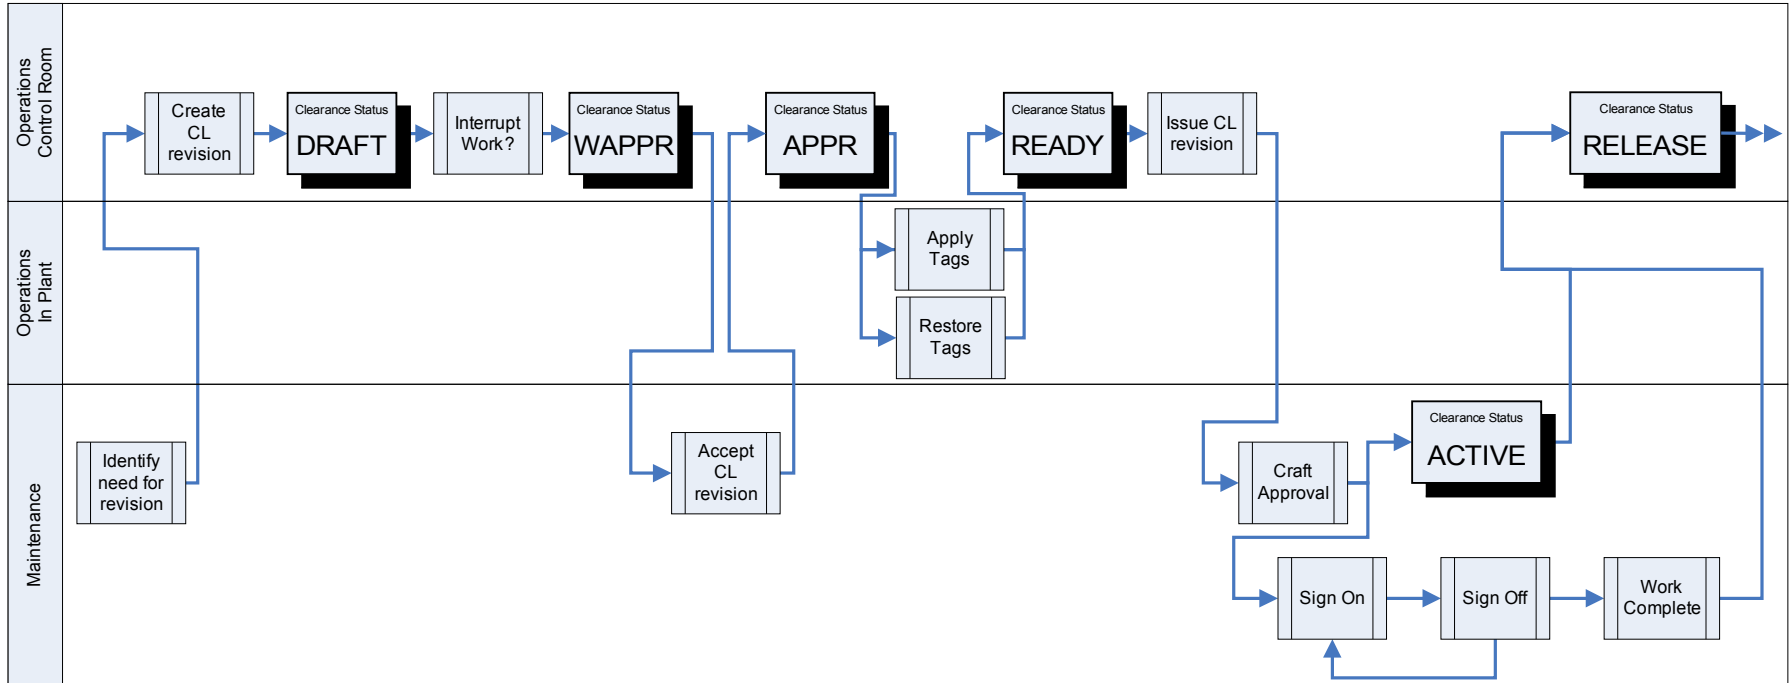 Operations
Control Room
Create
CL
revision
Clearance Status
DRAFT
Interrupt
Work?
Clearance Status
WAPPR
Clearance Status
APPR
Clearance Status
READY
Issue CL
revision
Clearance Status
RELEASE
Operations
In Plant
Apply
Tags
Restore
Tags
Maintenance
Identify
need for
revision
Accept
CL
revision
Craft
Approval
Clearance Status
ACTIVE
Sign On
Sign Off
Work
Complete